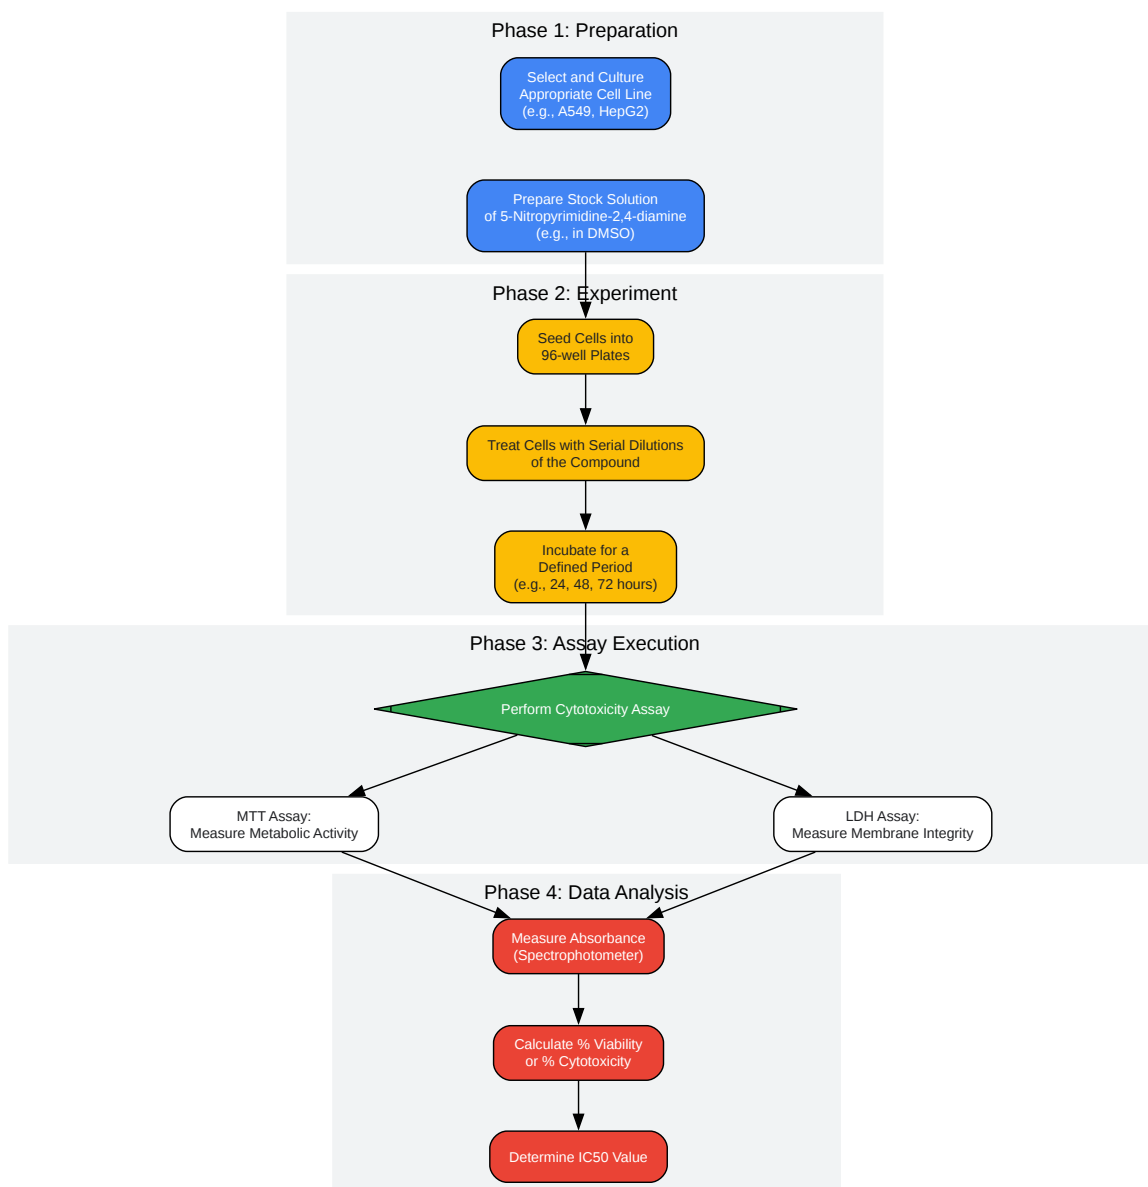 Phase 1: Preparation
Select and Culture
Appropriate Cell Line
(e.g., A549, HepG2)
Prepare Stock Solution
of 5-Nitropyrimidine-2,4-diamine
(e.g., in DMSO)
Phase 2: Experiment
Seed Cells into
96-well Plates
Treat Cells with Serial Dilutions
of the Compound
Incubate for a
Defined Period
(e.g., 24, 48, 72 hours)
Phase 3: Assay Execution
Perform Cytotoxicity Assay
MTT Assay:
Measure Metabolic Activity
LDH Assay:
Measure Membrane Integrity
Phase 4: Data Analysis
Measure Absorbance
(Spectrophotometer)
Calculate % Viability
or % Cytotoxicity
Determine IC50 Value